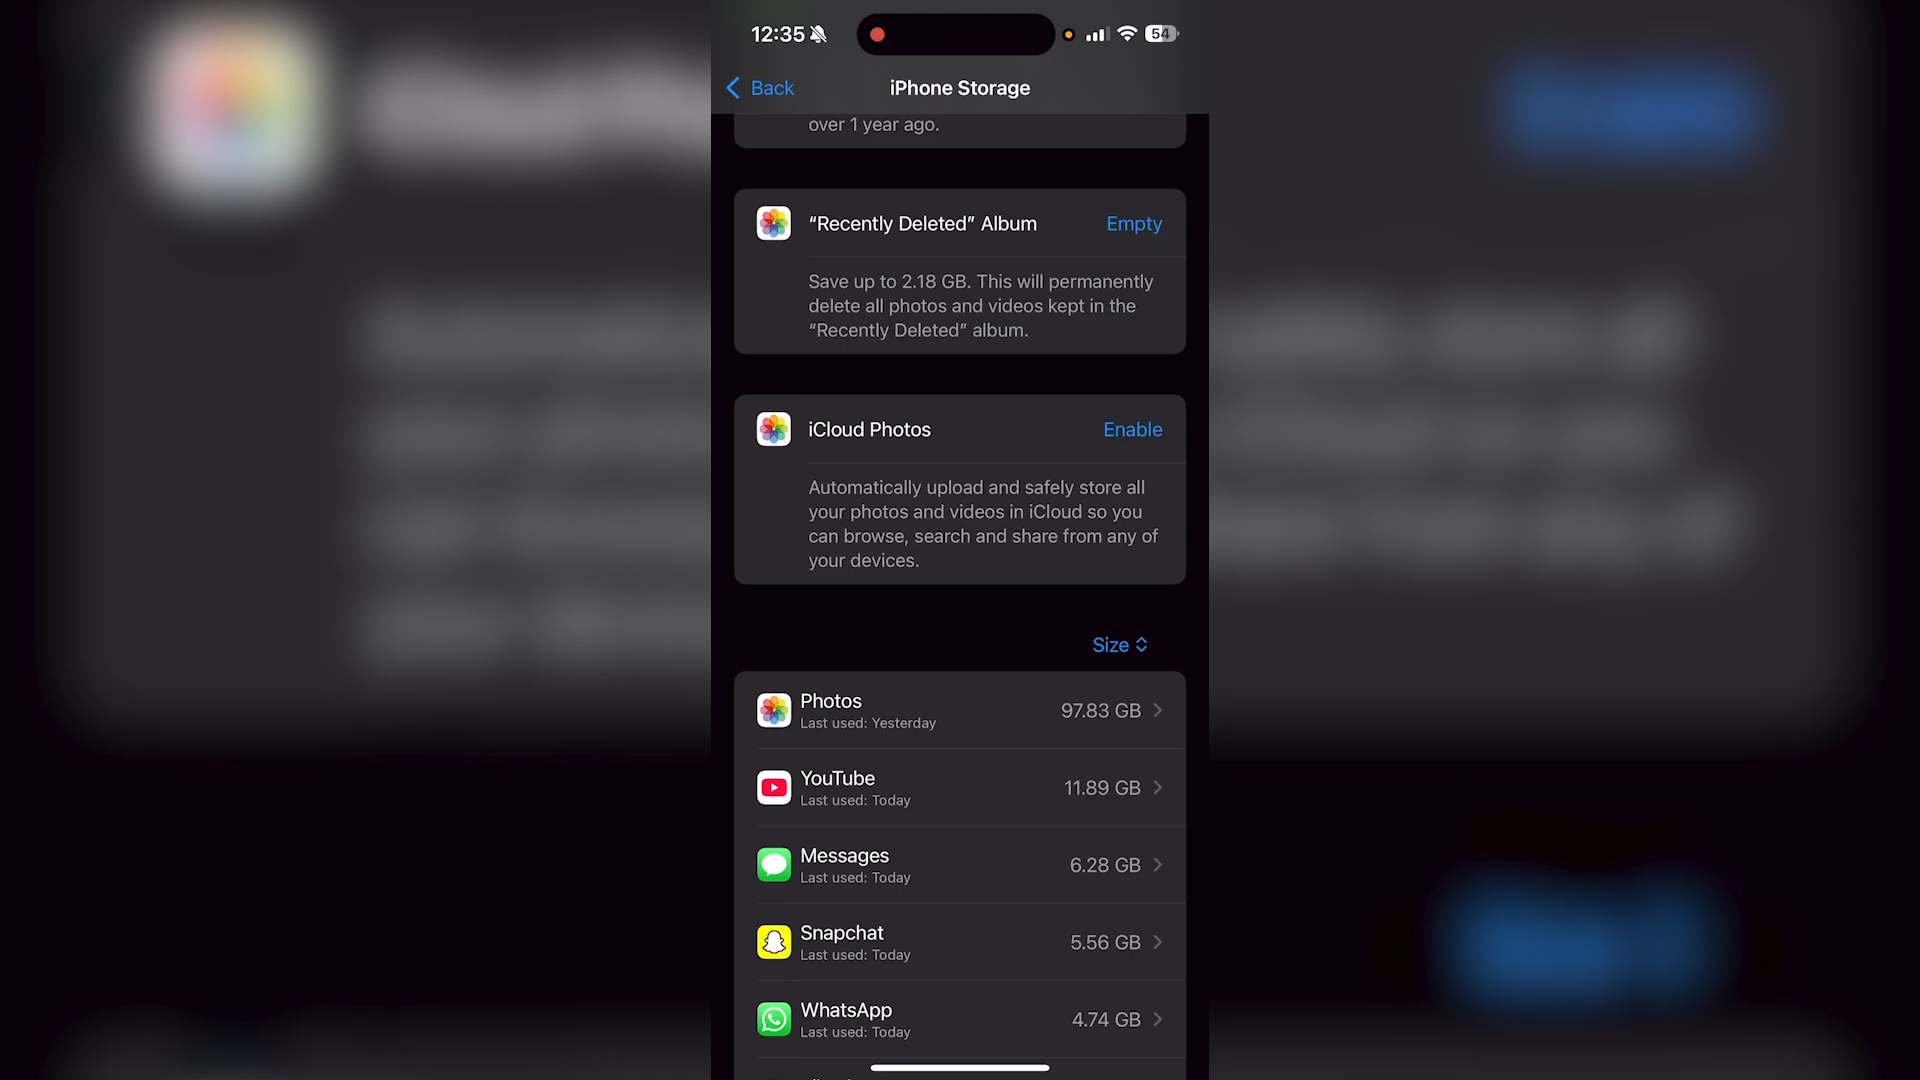 12:35
54
Back
iPhone Storage
over 1 year ago.
“Recently Deleted” Album
Empty
Save up to 2.18 GB. This will permanently
delete all photos and videos kept in the
“Recently Deleted” album.
iCloud Photos
Enable
Automatically upload and safely store all
your photos and videos in iCloud so you
can browse, search and share from any of
your devices.
Size
Photos
Last used: Yesterday
97.83 GB
YouTube
Last used: Today
11.89 GB
Messages
Last used: Today
6.28 GB
Snapchat
Last used: Today
5.56 GB
WhatsApp
Last used: Today
4.74 GB